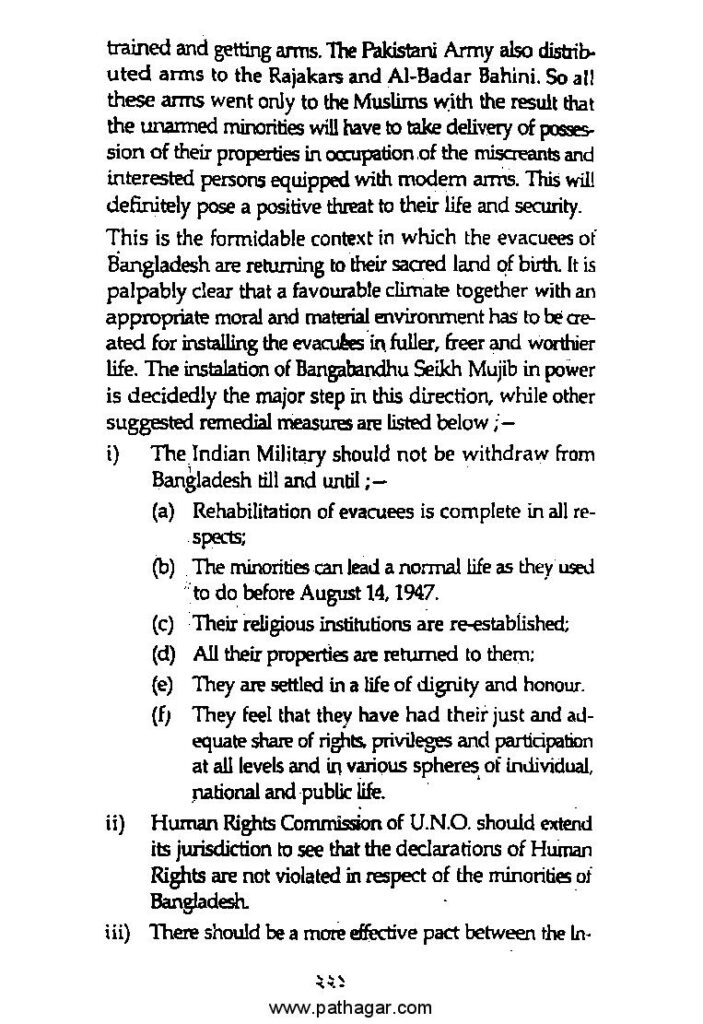 trained and getting arms. The Pakistani Army also distrib-
uted arms to the Rajakars and Al-Badar Bahini. So all
these arms went only to the Muslims with the result that
the unarmed minorities will have to take delivery of posses-
sion of their properties in occupation of the miscreants and
interested persons equipped with modern arms. This will
definitely pose a positive threat to their life and security.
This is the formidable context in which the evacuees of
Bangladesh are returning to their sacred land of birth. It is
palpably clear that a favourable climate together with an
appropriate moral and material environment has to be cre-
ated for installing the evacuees in fuller, freer and worthier
life. The instalation of Bangabandhu Seikh Mujib in power
is decidedly the major step in this direction, while other
suggested remedial measures are listed below ;—
i) The Indian Military should not be withdraw from
Bangladesh till and until ;—
(a) Rehabilitation of evacuees is complete in all re-
spects;
(b) The minorities can lead a normal life as they used
to do before August 14, 1947.
(c) Their religious institutions are re-established;
(d) All their properties are returned to them;
(e) They are settled in a life of dignity and honour.
(f) They feel that they have had their just and ad-
equate share of rights, privileges and participation
at all levels and in various spheres of individual,
national and public life.
ii) Human Rights Commission of U.N.O. should extend
its jurisdiction to see that the declarations of Human
Rights are not violated in respect of the minorities of
Bangladesh.
iii) There should be a more effective pact between the In-
২২১
www.pathagar.com